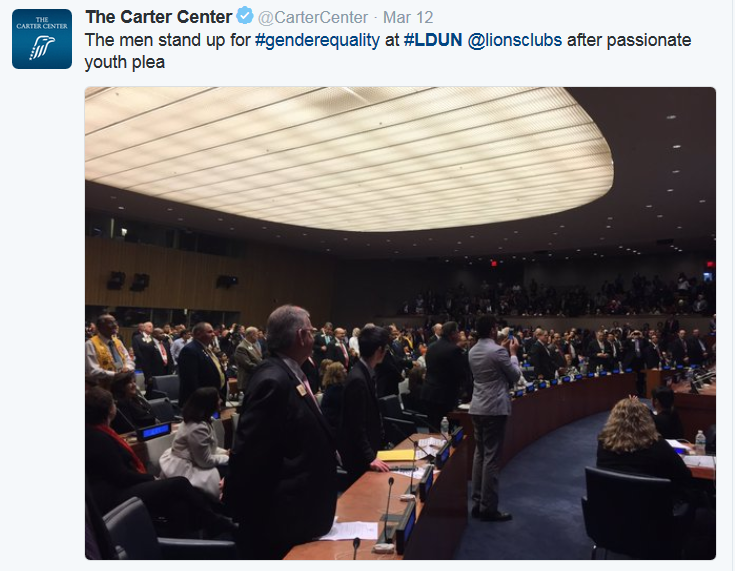 THE
CARTER CENTER
The Carter Center @CarterCenter · Mar 12
The men stand up for #genderequality at #LDUN @lionsclubs after passionate
youth plea